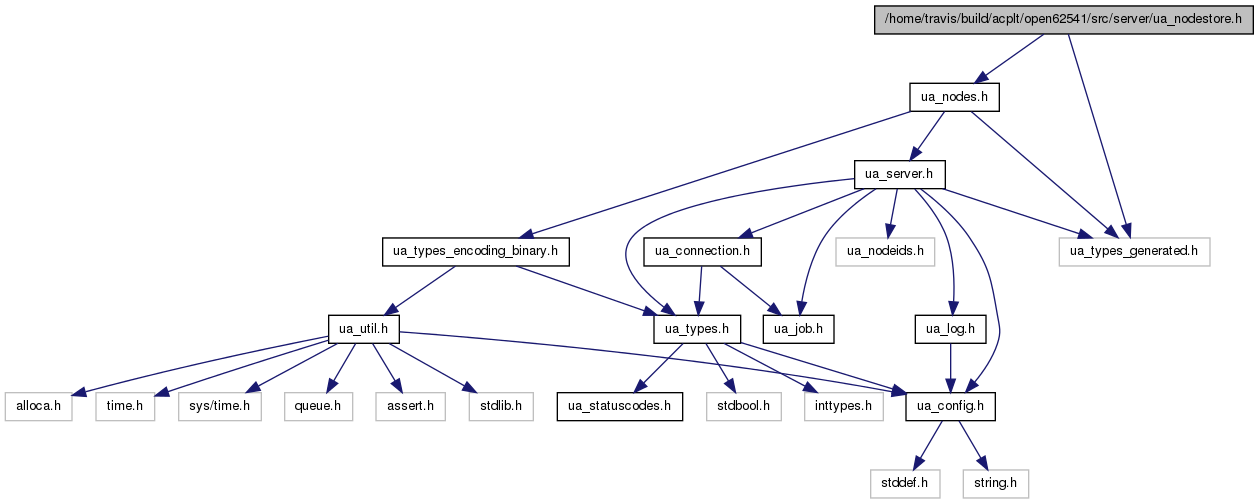 /home/travis/build/acplt/open62541/src/server/ua_nodestore.h
ua_nodes.h
ua_server.h
ua_types_encoding_binary.h
ua_connection.h
ua_nodeids.h
ua_types_generated.h
ua_util.h
ua_types.h
ua_job.h
ua_log.h
alloca.h
time.h
sys/time.h
queue.h
assert.h
stdlib.h
ua_statuscodes.h
stdbool.h
inttypes.h
ua_config.h
stddef.h
string.h